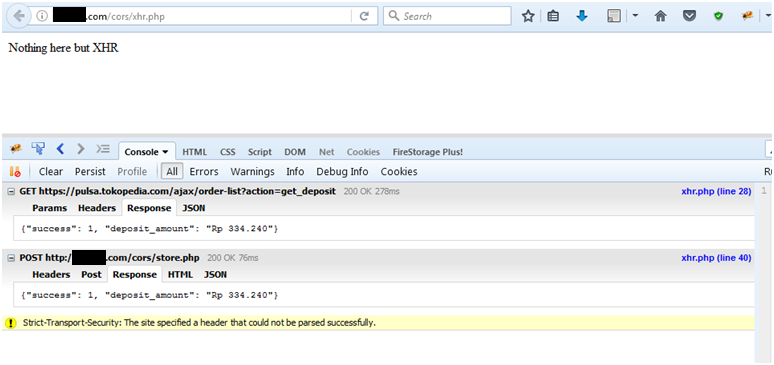 .com/cors/xhr.php
Search
Nothing here but XHR
Console HTML CSS Script DOM Net Cookies FireStorage Plus!
Clear Persist Profile All Errors Warnings Info Debug Info Cookies
GET https://pulsa.tokopedia.com/ajax/order-list?action=get_deposit 200 OK 278ms xhr.php (line 28) 1
Params Headers Response JSON
{"success": 1, "deposit_amount": "Rp 334.240"}
POST http:/ .com/cors/store.php 200 OK 76ms xhr.php (line 40)
Headers Post Response HTML JSON
{"success": 1, "deposit_amount": "Rp 334.240"}
Strict-Transport-Security: The site specified a header that could not be parsed successfully.